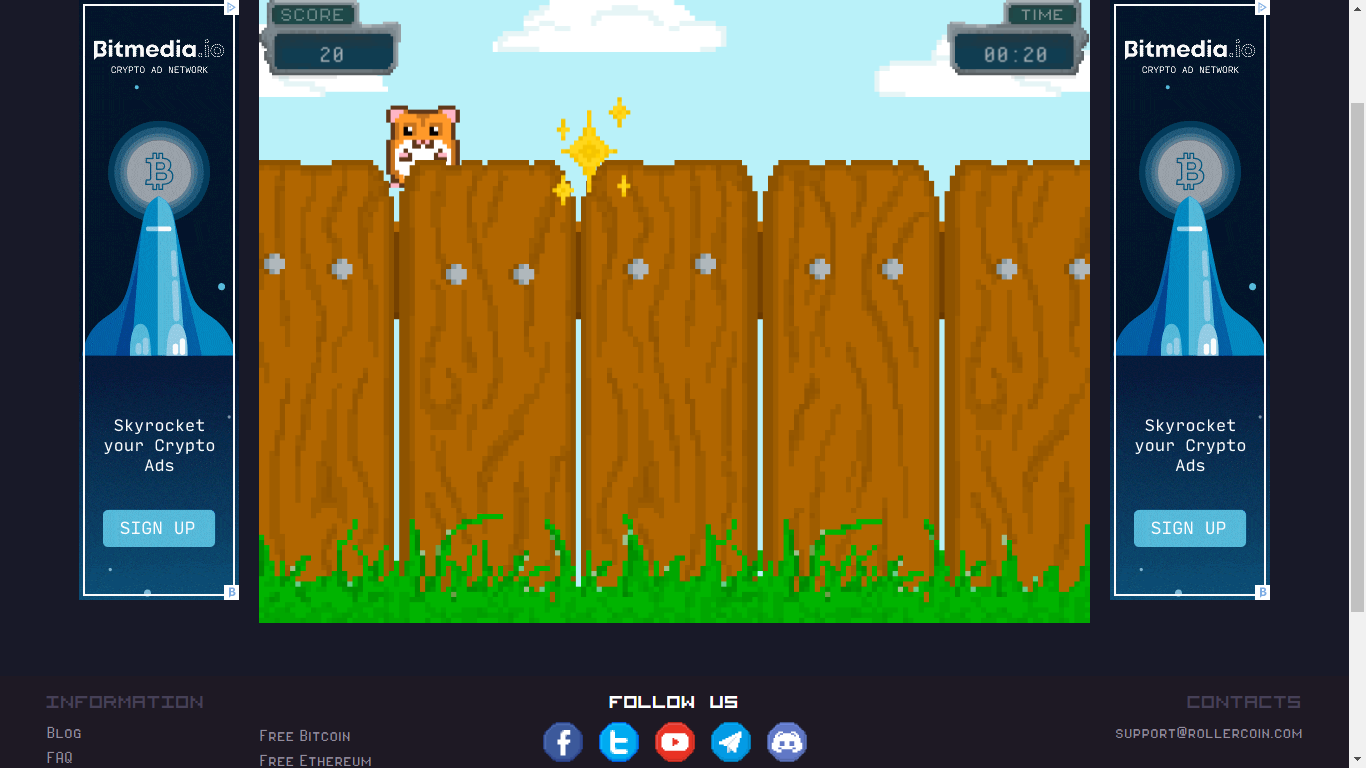 Bitmedia.io
CRYPTO AD NETWORK
Skyrocket
your Crypto
Ads
SIGN UP
SCORE
20
TIME
00:20
Bitmedia.io
CRYPTO AD NETWORK
Skyrocket
your Crypto
Ads
SIGN UP
INFORMATION
Blog
FAQ
Free Bitcoin
Free Ethereum
FOLLOW US
CONTACTS
support@rollercoin.com